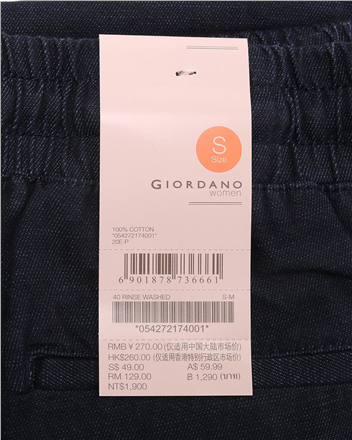 S
Size
GIORDANO
women
100% COTTON
*054272174001*
20E-P
6 901878 736661
40 RINSE WASHED S-M
*054272174001*
RMB¥ 270.00 (仅适用中国大陆市场价)
HK$260.00 (仅适用香港特别行政区市场价)
S$ 49.00 A$ 59.99
RM 129.00 B 1,290 (บาท)
NT$1,900